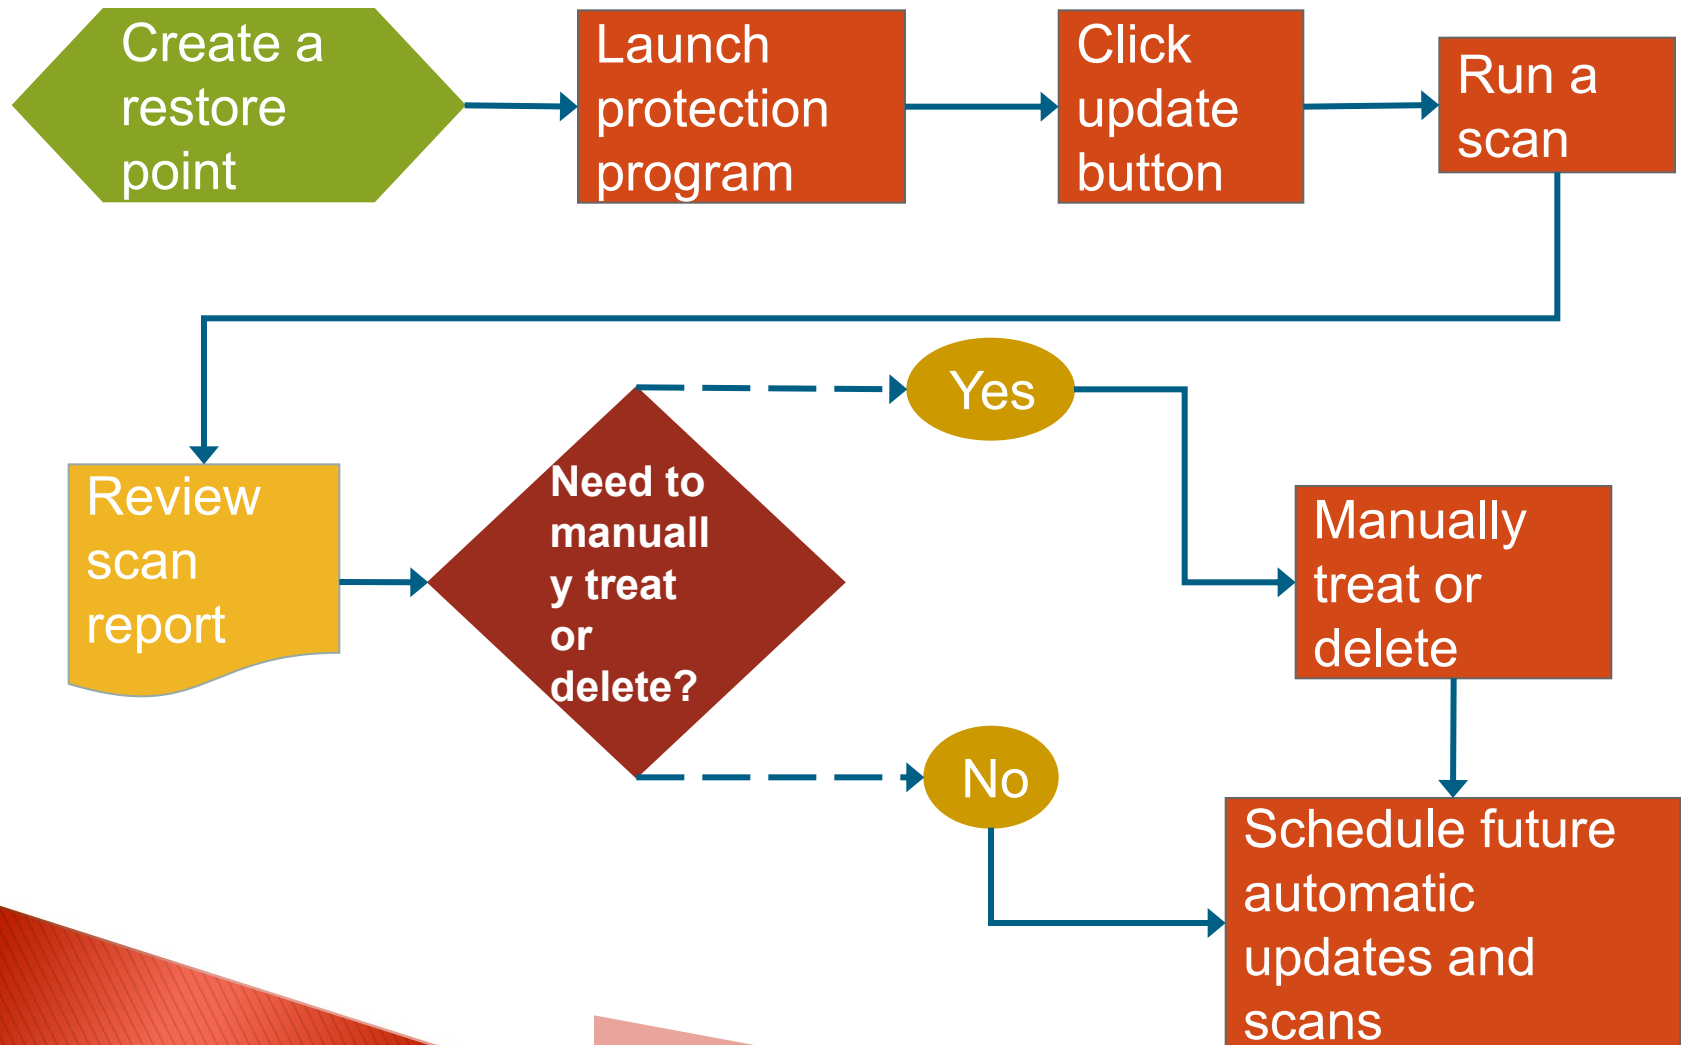 Create a
restore
point
Launch
protection
program
Click
update
button
Run a
scan
Review
scan
report
Need to
manuall
y treat
or
delete?
Yes
Manually
treat or
delete
No
Schedule future
automatic
updates and
scans